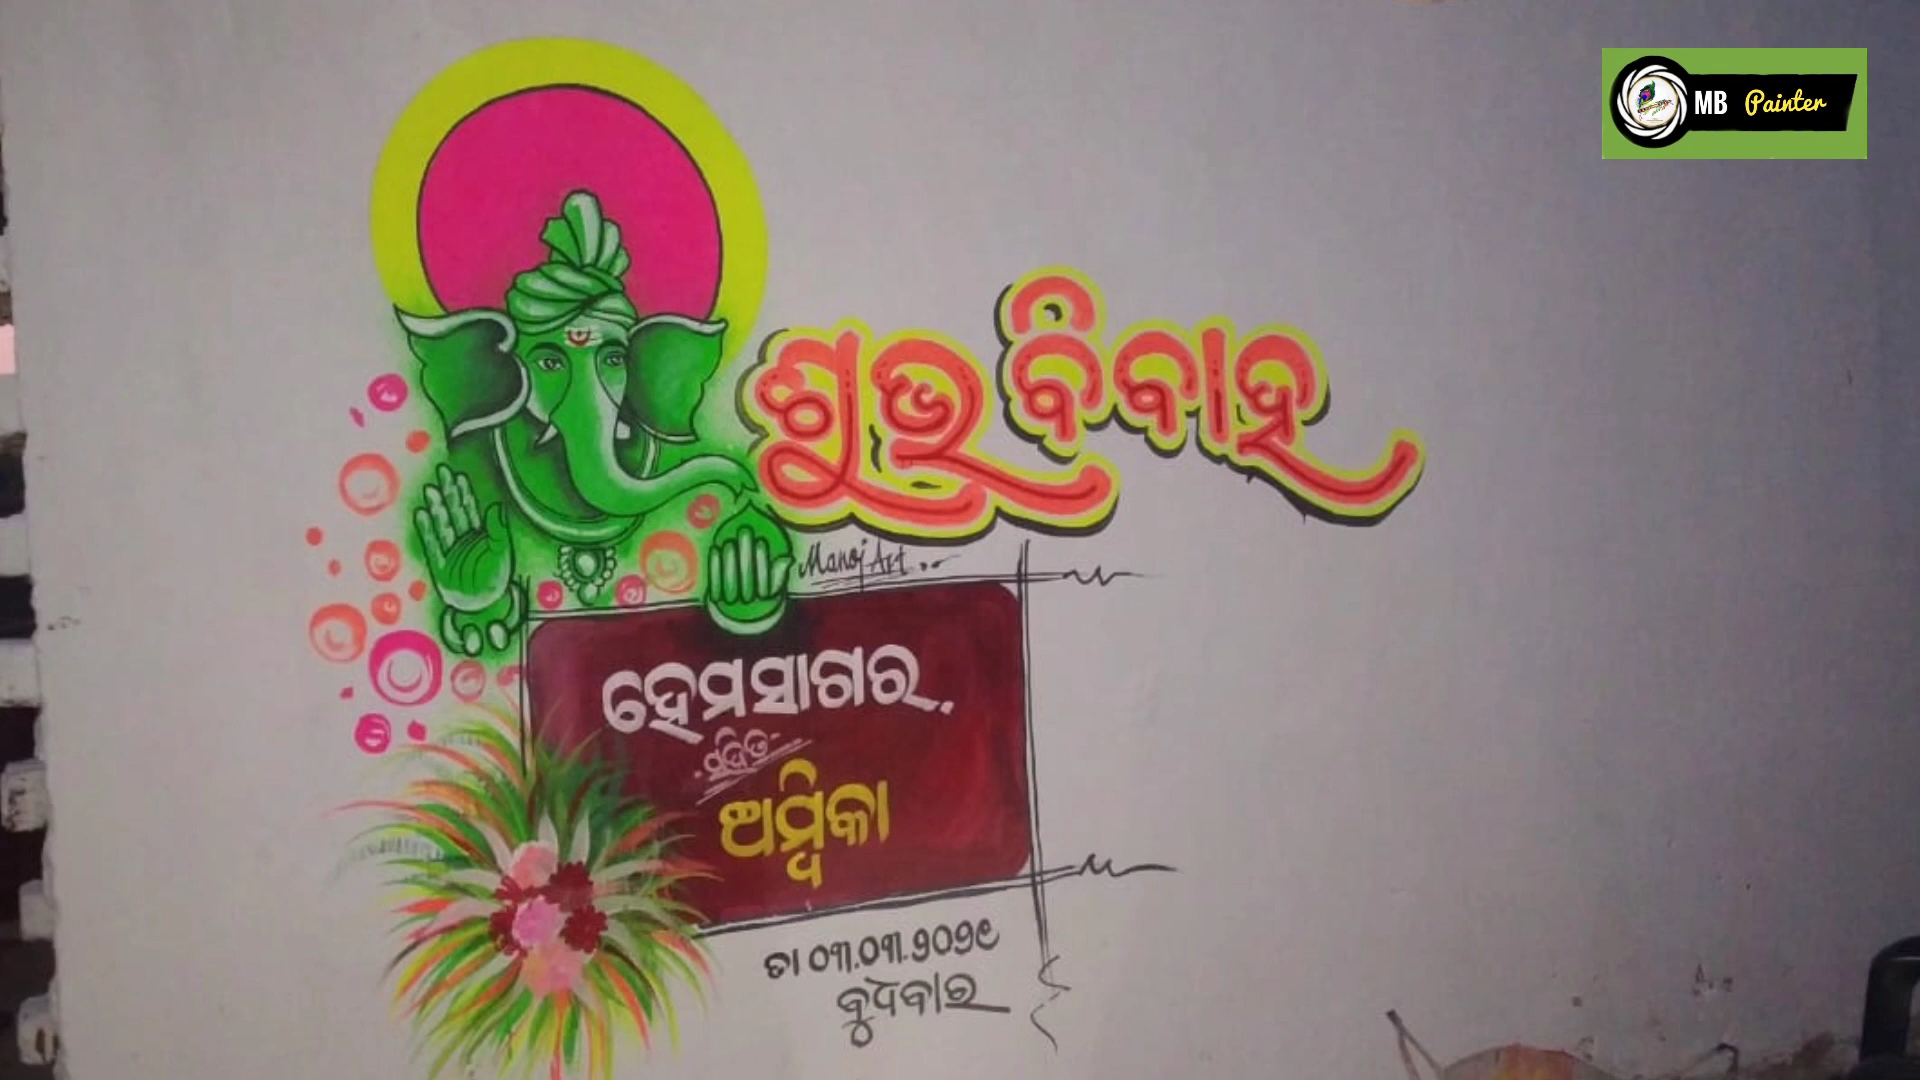 MB Painter
ଶୁଭ ବିବାହ
Manoj Art..
ହେମସାଗର.
ସହିତ
ଅମ୍ବିକା
ତା ୦୩.୦୩.୨୦୨୧
ବୁଧବାର